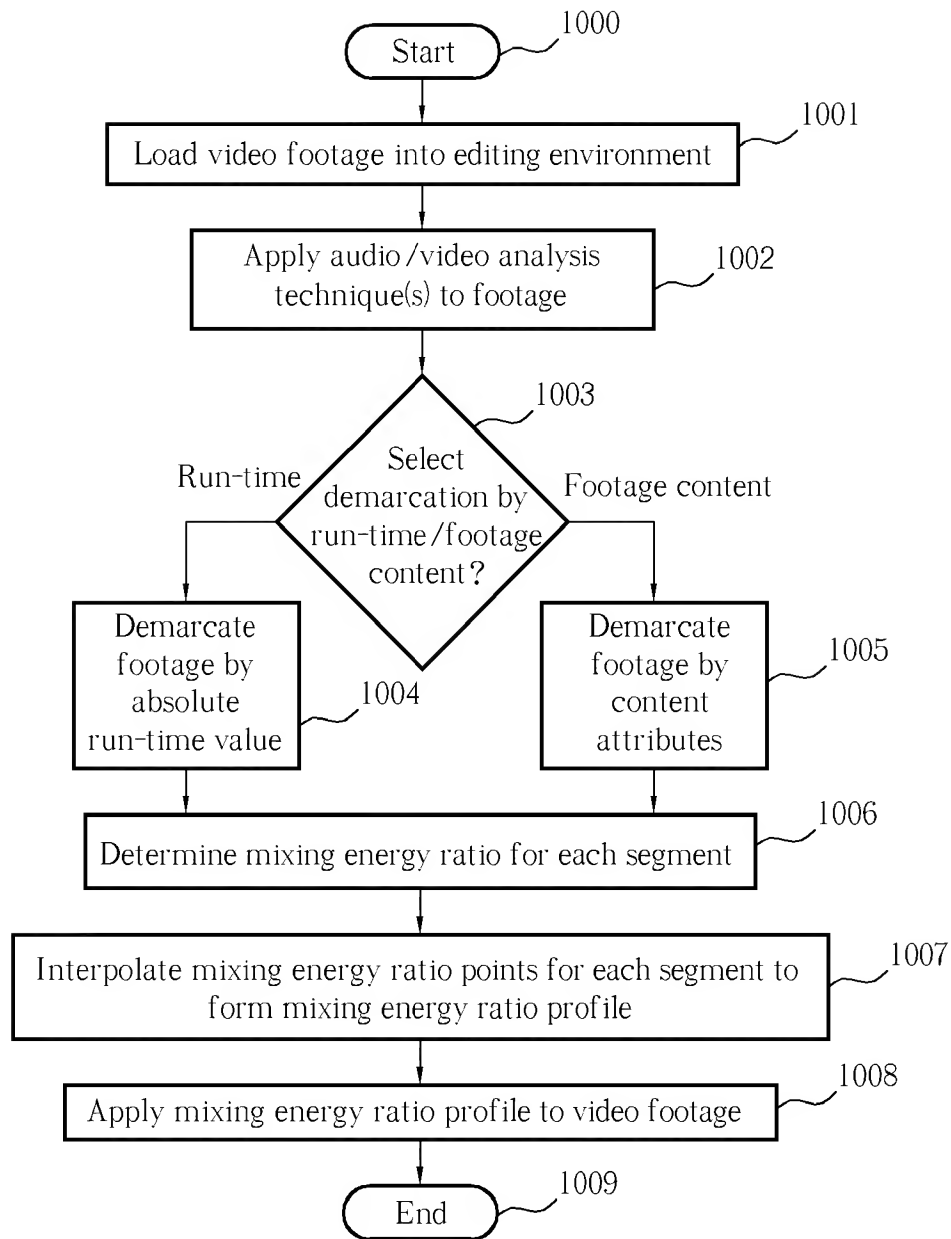 1000
Start
1001
Load video footage into editing environment
1002
Apply audio/video analysis
technique(s) to footage
1003
Select
demarcation by
run-time/footage
content?
Run-time
Footage content
Demarcate
footage by
absolute
run-time value
1004
Demarcate
footage by
content
attributes
1005
1006
Determine mixing energy ratio for each segment
1007
Interpolate mixing energy ratio points for each segment to
form mixing energy ratio profile
1008
Apply mixing energy ratio profile to video footage
1009
End